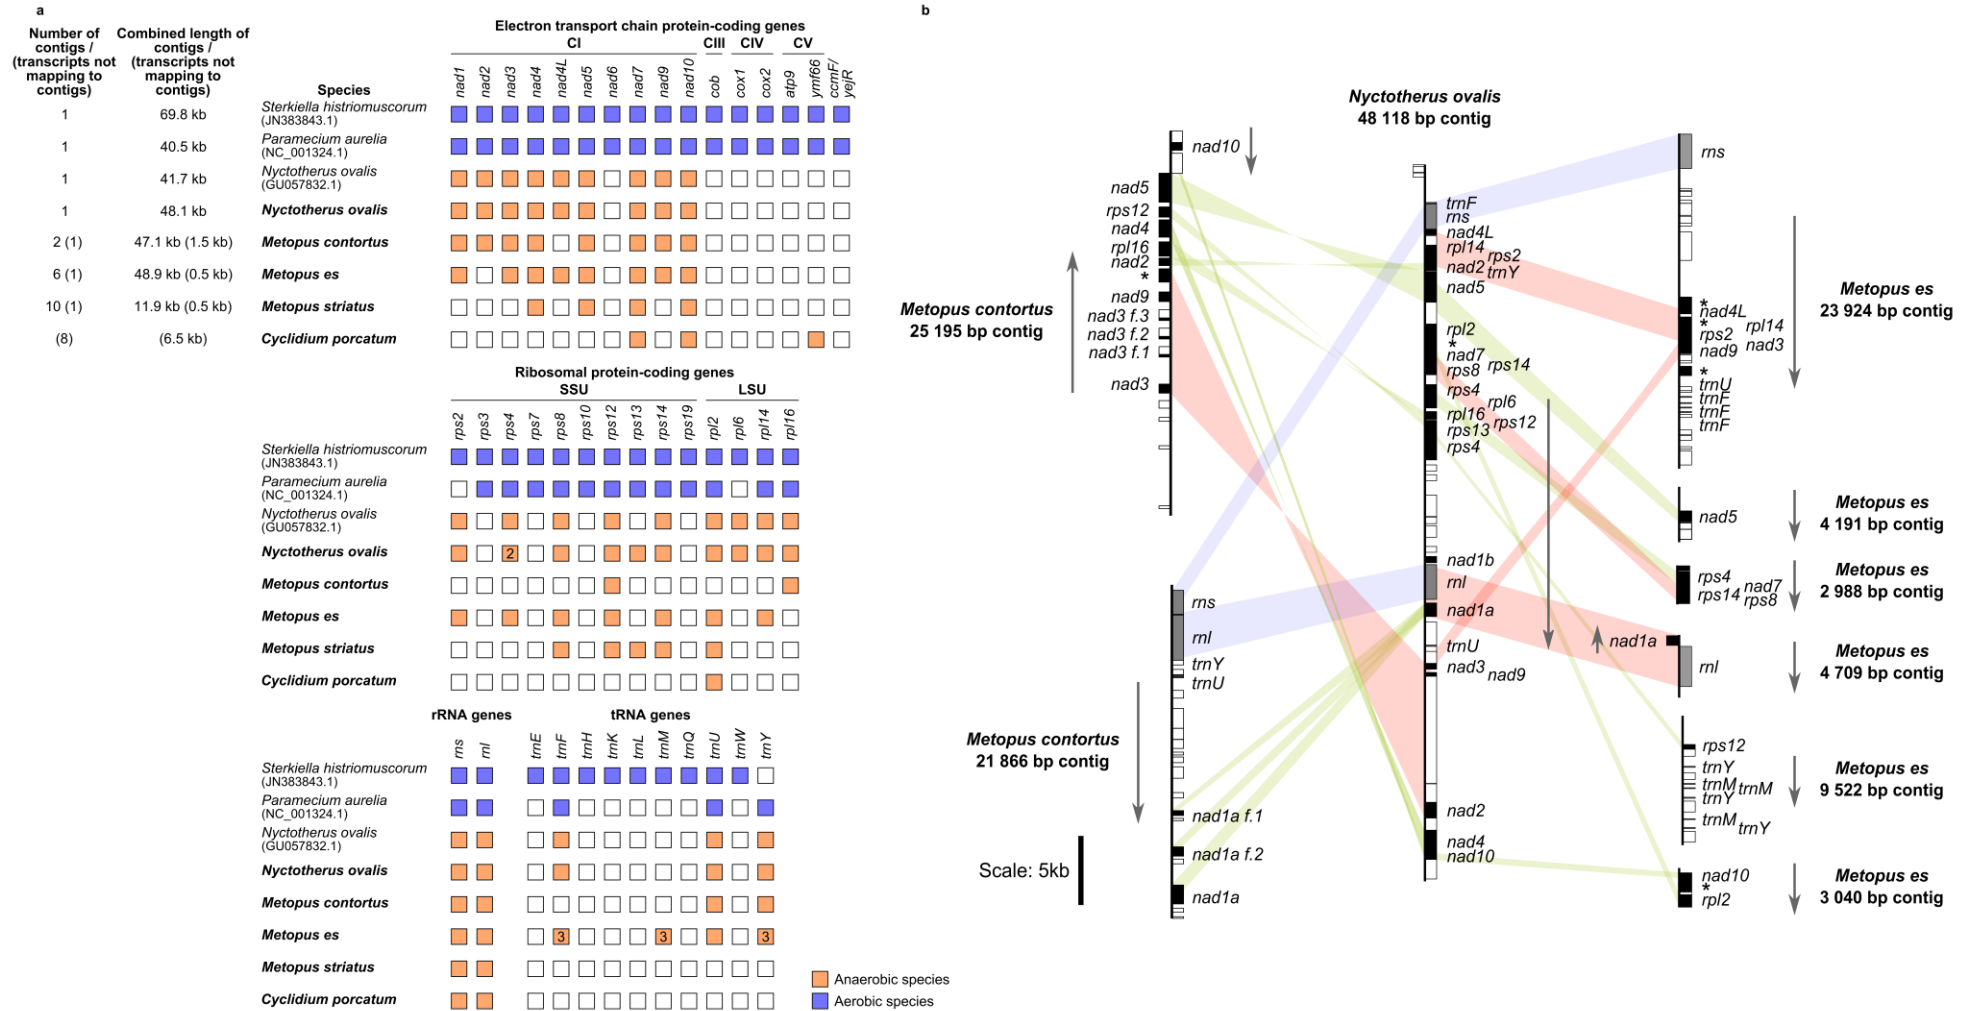 a
Number of
contigs /
(transcripts not
mapping to
contigs)
Combined length of
contigs /
(transcripts not
mapping to
contigs)
Species
Electron transport chain protein-coding genes
CI
CIII
CIV
CV
nad1
nad2
nad3
nad4
nad4L
nad5
nad6
nad7
nad9
nad10
cob
cox1
cox2
atp9
ymf66
ccmF/
yejR
1
69.8 kb
Sterkiella histriomuscorum
(JN383843.1)
1
40.5 kb
Paramecium aurelia
(NC_001324.1)
1
41.7 kb
Nyctotherus ovalis
(GU057832.1)
1
48.1 kb
Nyctotherus ovalis
2 (1)
47.1 kb (1.5 kb)
Metopus contortus
6 (1)
48.9 kb (0.5 kb)
Metopus es
10 (1)
11.9 kb (0.5 kb)
Metopus striatus
(8)
(6.5 kb)
Cyclidium porcatum
Ribosomal protein-coding genes
SSU
LSU
rps2
rps3
rps4
rps7
rps8
rps10
rps12
rps13
rps14
rps19
rpl2
rpl6
rpl14
rpl16
Sterkiella histriomuscorum
(JN383843.1)
Paramecium aurelia
(NC_001324.1)
Nyctotherus ovalis
(GU057832.1)
Nyctotherus ovalis
2
Metopus contortus
Metopus es
Metopus striatus
Cyclidium porcatum
rRNA genes
tRNA genes
rns
rnl
trnE
trnF
trnH
trnK
trnL
trnM
trnQ
trnU
trnW
trnY
Sterkiella histriomuscorum
(JN383843.1)
Paramecium aurelia
(NC_001324.1)
Nyctotherus ovalis
(GU057832.1)
Nyctotherus ovalis
Metopus contortus
Metopus es
3
3
3
Metopus striatus
Cyclidium porcatum
Anaerobic species
Aerobic species
b
Metopus contortus
25 195 bp contig
nad10
nad5
rps12
nad4
rpl16
nad2
*
nad9
nad3 f.3
nad3 f.2
nad3 f.1
nad3
Metopus contortus
21 866 bp contig
rns
rnl
trnY
trnU
nad1a f.1
nad1a f.2
nad1a
Scale: 5kb
Nyctotherus ovalis
48 118 bp contig
trnF
rns
nad4L
rpl14
rps2
nad2
trnY
nad5
rpl2
*
nad7
rps14
rps8
rps4
rpl6
rpl16
rps12
rps13
rps4
nad1b
rnl
nad1a
trnU
nad3
nad9
nad2
nad4
nad10
rns
*
nad4L
*
rpl14
rps2
nad3
nad9
*
trnU
trnF
trnF
trnF
Metopus es
23 924 bp contig
nad5
Metopus es
4 191 bp contig
rps4
nad7
rps14
rps8
Metopus es
2 988 bp contig
nad1a
rnl
Metopus es
4 709 bp contig
rps12
trnY
trnM
trnM
trnY
trnM
trnY
Metopus es
9 522 bp contig
nad10
*
rpl2
Metopus es
3 040 bp contig